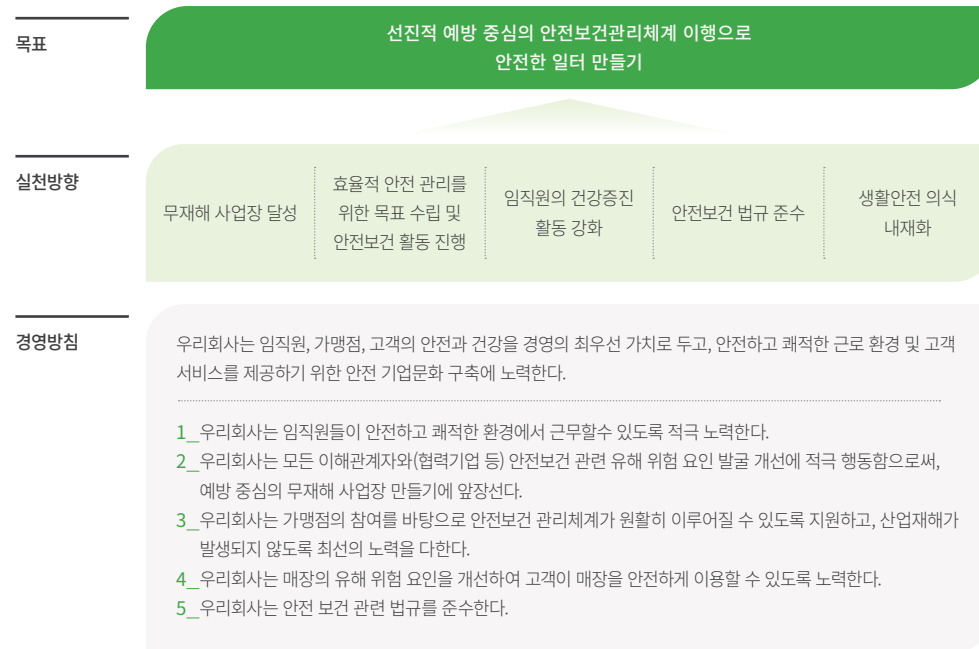 목표
선진적 예방 중심의 안전보건관리체계 이행으로
안전한 일터 만들기
실천방향
무재해 사업장 달성
효율적 안전 관리를
위한 목표 수립 및
안전보건 활동 진행
임직원의 건강증진
활동 강화
안전보건 법규 준수
생활안전 의식
내재화
경영방침
우리회사는 임직원, 가맹점, 고객의 안전과 건강을 경영의 최우선 가치로 두고, 안전하고 쾌적한 근로 환경 및 고객
서비스를 제공하기 위한 안전 기업문화 구축에 노력한다.
1_우리회사는 임직원들이 안전하고 쾌적한 환경에서 근무할수 있도록 적극 노력한다.
2_우리회사는 모든 이해관계자와(협력기업 등) 안전보건 관련 유해 위험 요인 발굴 개선에 적극 행동함으로써,
예방 중심의 무재해 사업장 만들기에 앞장선다.
3_우리회사는 가맹점의 참여를 바탕으로 안전보건 관리체계가 원활히 이루어질 수 있도록 지원하고, 산업재해가
발생되지 않도록 최선의 노력을 다한다.
4_우리회사는 매장의 유해 위험 요인을 개선하여 고객이 매장을 안전하게 이용할 수 있도록 노력한다.
5_우리회사는 안전 보건 관련 법규를 준수한다.